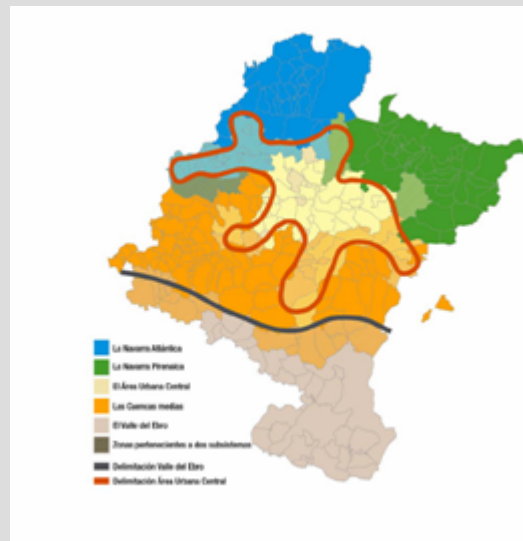 La Navarra Atlántica
La Navarra Pirenaica
El Área Urbana Central
Las Cuencas medias
El Valle del Ebro
Zonas pertenecientes a dos subsistemas
Delimitación Valle del Ebro
Delimitación Área Urbana Central